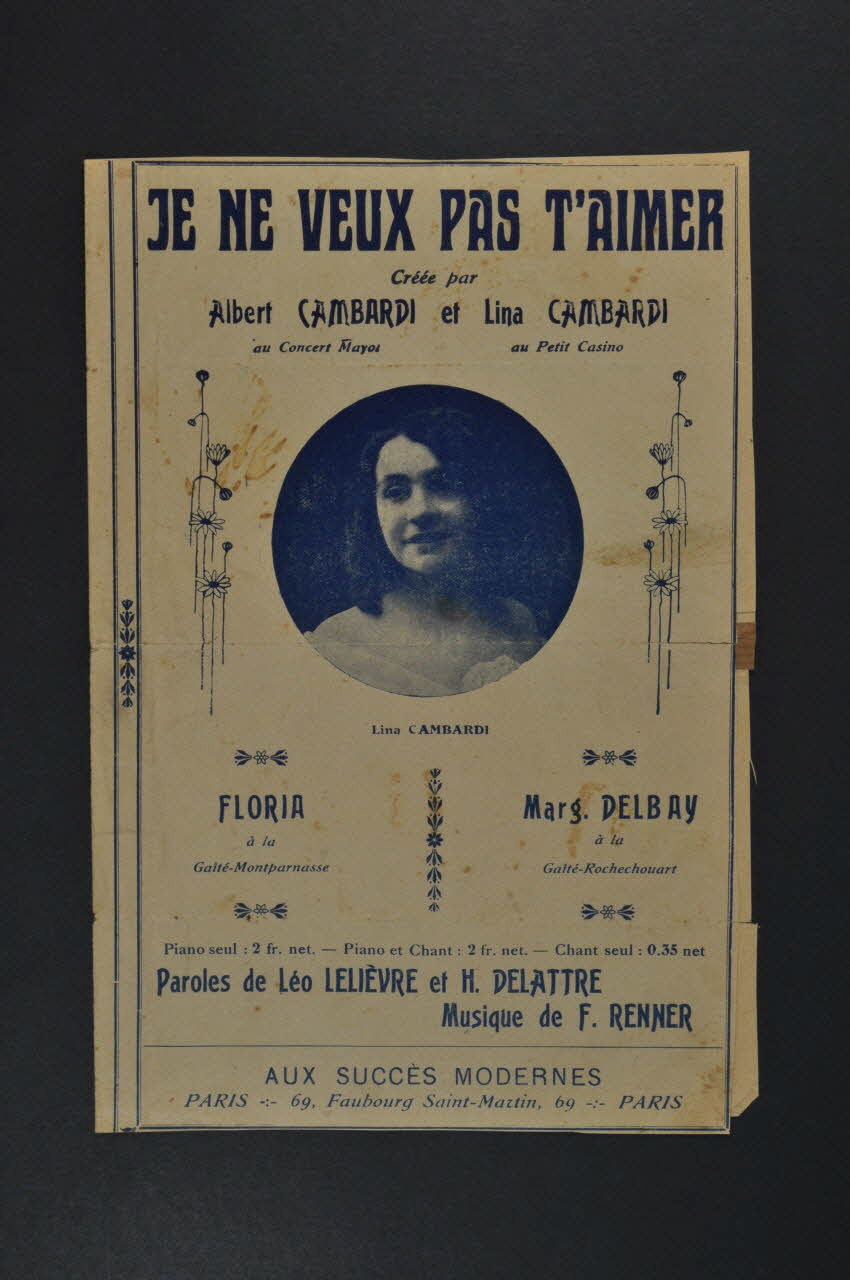 JE NE VEUX PAS T'AIMER
Créée par
Albert CAMBARDI et Lina CAMBARDI
au Concert Mayol au Petit Casino
Lina CAMBARDI
FLORIA Marg. DELBAY
à la à la
Gaîté-Montparnasse Gaîté-Rochechouart
Piano seul : 2 fr. net. — Piano et Chant : 2 fr. net. — Chant seul : 0.35 net
Paroles de Léo LELIÈVRE et H. DELATTRE
Musique de F. RENNER
AUX SUCCÈS MODERNES
PARIS -:- 69, Faubourg Saint-Martin, 69 -:- PARIS